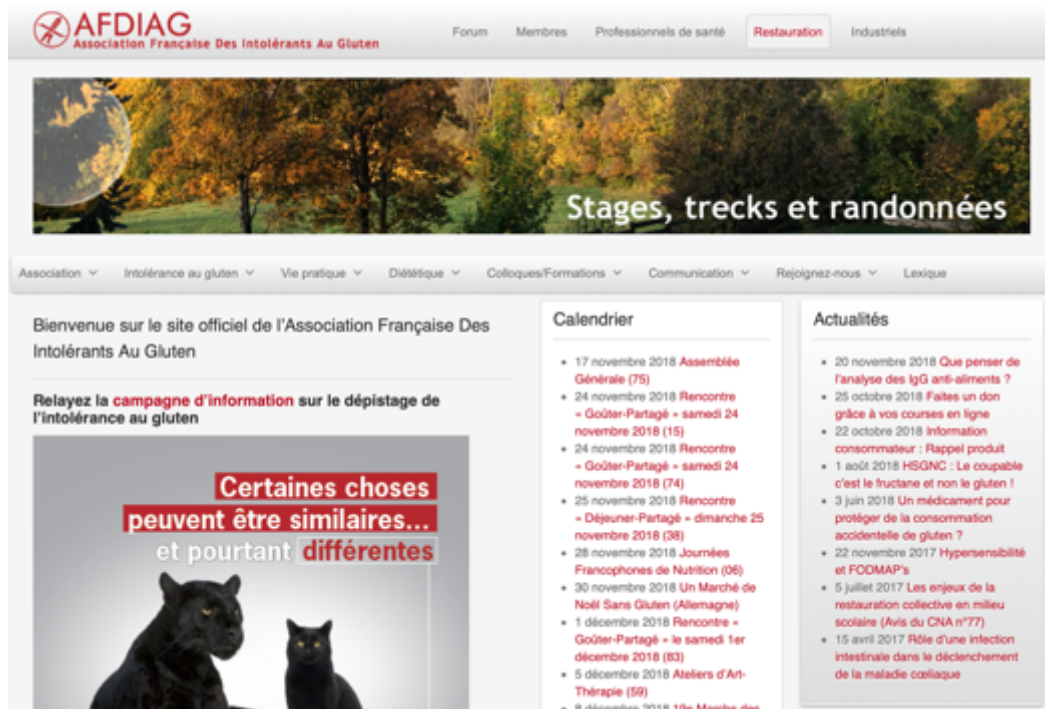 AFDIAG
Association Française Des Intolérants Au Gluten
Forum
Membres
Professionnels de santé
Restauration
Industriels
Stages, trecks et randonnées
Association
Intolérance au gluten
Vie pratique
Diététique
Colloques/Formations
Communication
Rejoignez-nous
Lexique
Bienvenue sur le site officiel de l'Association Française Des
Intolérants Au Gluten
Relayez la campagne d'information sur le dépistage de
l'intolérance au gluten
Certaines choses
peuvent être similaires...
et pourtant différentes
Calendrier
17 novembre 2018 Assemblée
Générale (75)
24 novembre 2018 Rencontre
« Goûter-Partagé » samedi 24
novembre 2018 (15)
24 novembre 2018 Rencontre
« Goûter-Partagé » samedi 24
novembre 2018 (74)
25 novembre 2018 Rencontre
« Déjeuner-Partagé » dimanche 25
novembre 2018 (38)
28 novembre 2018 Journées
Francophones de Nutrition (06)
30 novembre 2018 Un Marché de
Noël Sans Gluten (Allemagne)
1 décembre 2018 Rencontre «
Goûter-Partagé » le samedi 1er
décembre 2018 (83)
5 décembre 2018 Ateliers d'Art-
Thérapie (59)
8 décembre 2018 19e Marche des
Actualités
20 novembre 2018 Que penser de
l'analyse des IgG anti-aliments ?
25 octobre 2018 Faites un don
grâce à vos courses en ligne
22 octobre 2018 Information
consommateur : Rappel produit
1 août 2018 HSGNC : Le coupable
c'est le fructane et non le gluten !
3 juin 2018 Un médicament pour
protéger de la consommation
accidentelle de gluten ?
22 novembre 2017 Hypersensibilité
et FODMAP's
5 juillet 2017 Les enjeux de la
restauration collective en milieu
scolaire (Avis du CNA n°77)
15 avril 2017 Rôle d'une infection
intestinale dans le déclenchement
de la maladie cœliaque